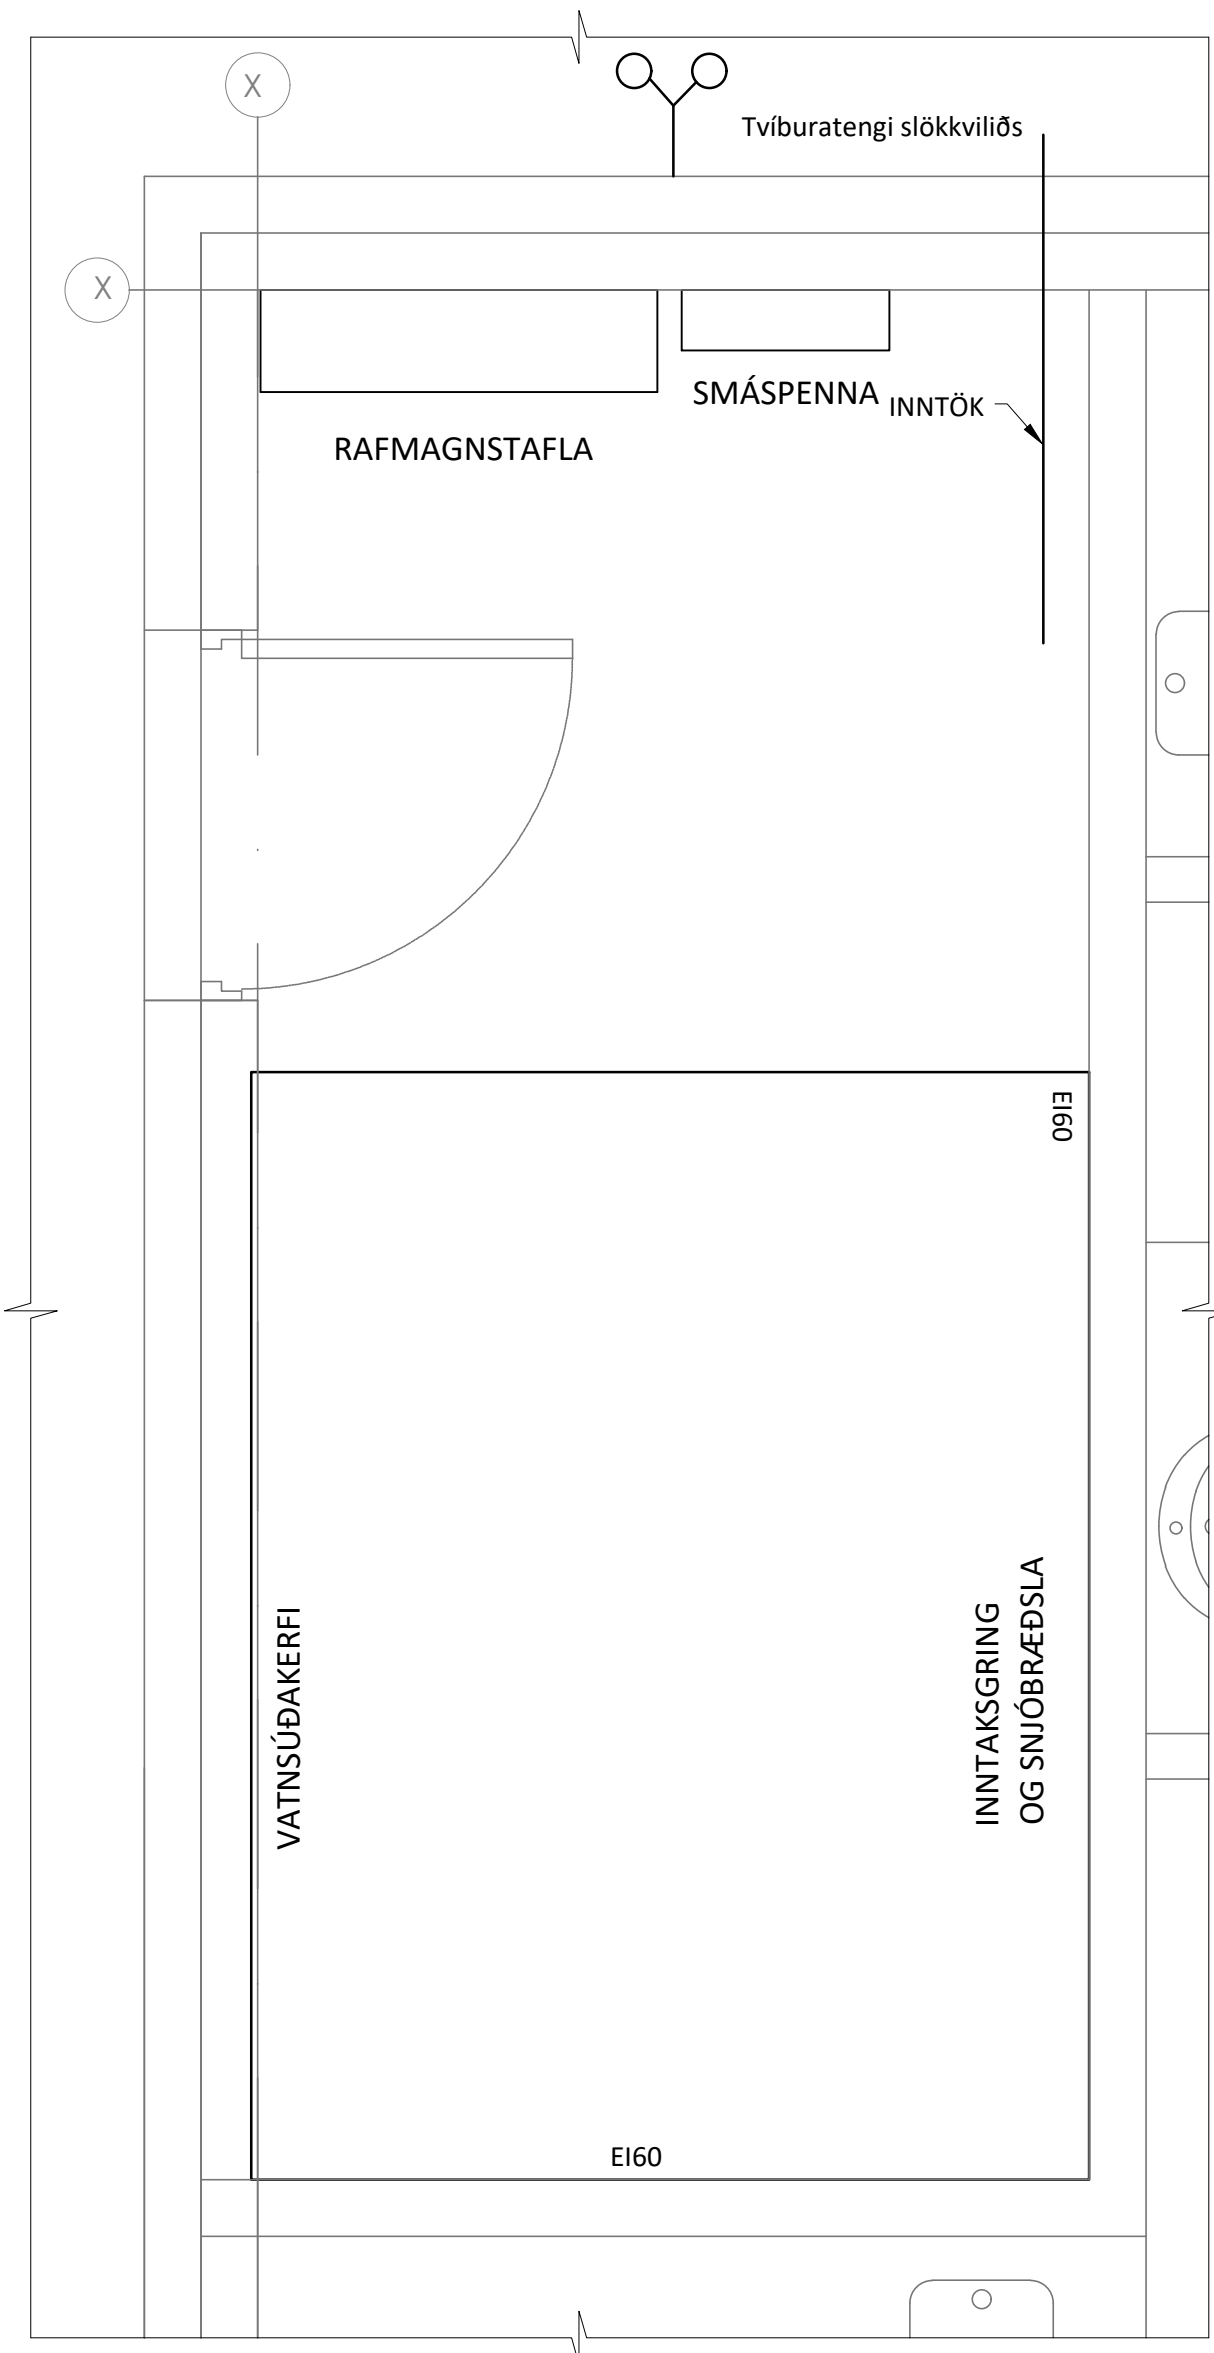 X
Tvíburatengi slökkviliðs
X
SMÁSPENNA
INNTÖK
RAFMAGNSTAFLA
EI60
VATNSÚÐAKERFI
INNTAKSGRING
OG SNJÓBRÆÐSLA
EI60